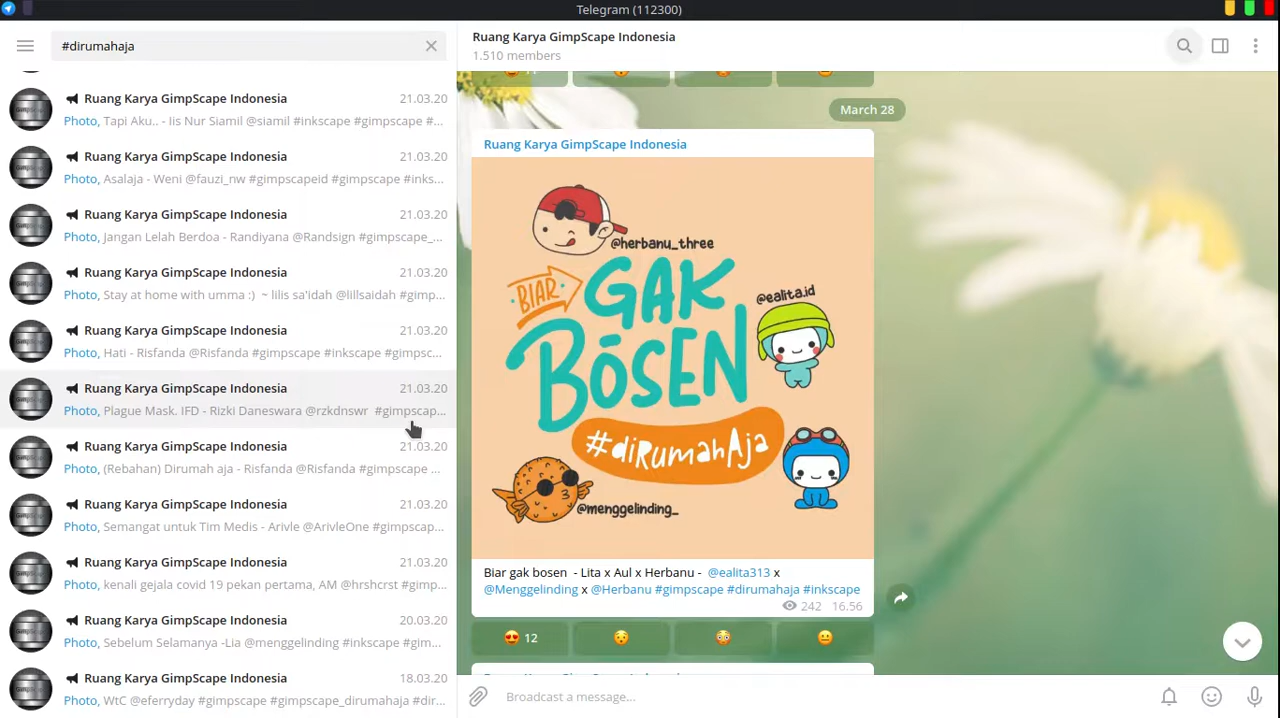 Telegram (112300)
#dirumahaja
Ruang Karya GimpScape Indonesia 21.03.20
Photo, Tapi Aku.. - Is Nur Siamil @siamil #inkscape #gimpscape #...
Ruang Karya GimpScape Indonesia 21.03.20
Photo, Asalaja - Weni @fauzi_nw #gimpscapeid #gimpscape #inks...
Ruang Karya GimpScape Indonesia 21.03.20
Photo, Jangan Lelah Berdoa - Randiyana @Randsign #gimpscape_...
Ruang Karya GimpScape Indonesia 21.03.20
Photo, Stay at home with umma :) ~ lilis sa'idah @lillsaidah #gimp...
Ruang Karya GimpScape Indonesia 21.03.20
Photo, Hati - Risfanda @Risfanda #gimpscape #Inkscape #gimpsc...
Ruang Karya GimpScape Indonesia 21.03.20
Photo, Plague Mask. IFD - Rizki Daneswara @rzkdnswr #gimpscap...
Ruang Karya GimpScape Indonesia 21.03.20
Photo, (Rebahan) Dirumah aja - Risfanda @Risfanda #gimpscape ...
Ruang Karya GimpScape Indonesia 21.03.20
Photo, Semangat untuk Tim Medis - Arivle @ArivleOne #gimpscap...
Ruang Karya GimpScape Indonesia 21.03.20
Photo, kenali gejala covid 19 pekan pertama, AM @hrshcrst #gimp...
Ruang Karya GimpScape Indonesia 20.03.20
Photo, Sebelum Selamanya -Lia @menggelinding #inkscape #gim...
Ruang Karya GimpScape Indonesia 18.03.20
Photo, WtC @eferryday #gimpscape #gimpscape_dirumahaja #dir...
Ruang Karya GimpScape Indonesia
1.510 members
March 28
Ruang Karya GimpScape Indonesia
@herbanu_three
BIAR GAK
@ealita.id
BOSEN
#diRumahAja
@menggelinding_
Biar gak bosen - Lita x Aul x Herbanu - @ealita313 x
@Menggelinding x @Herbanu #gimpscape #dirumahaja #inkscape
242 16.56
12
Broadcast a message...